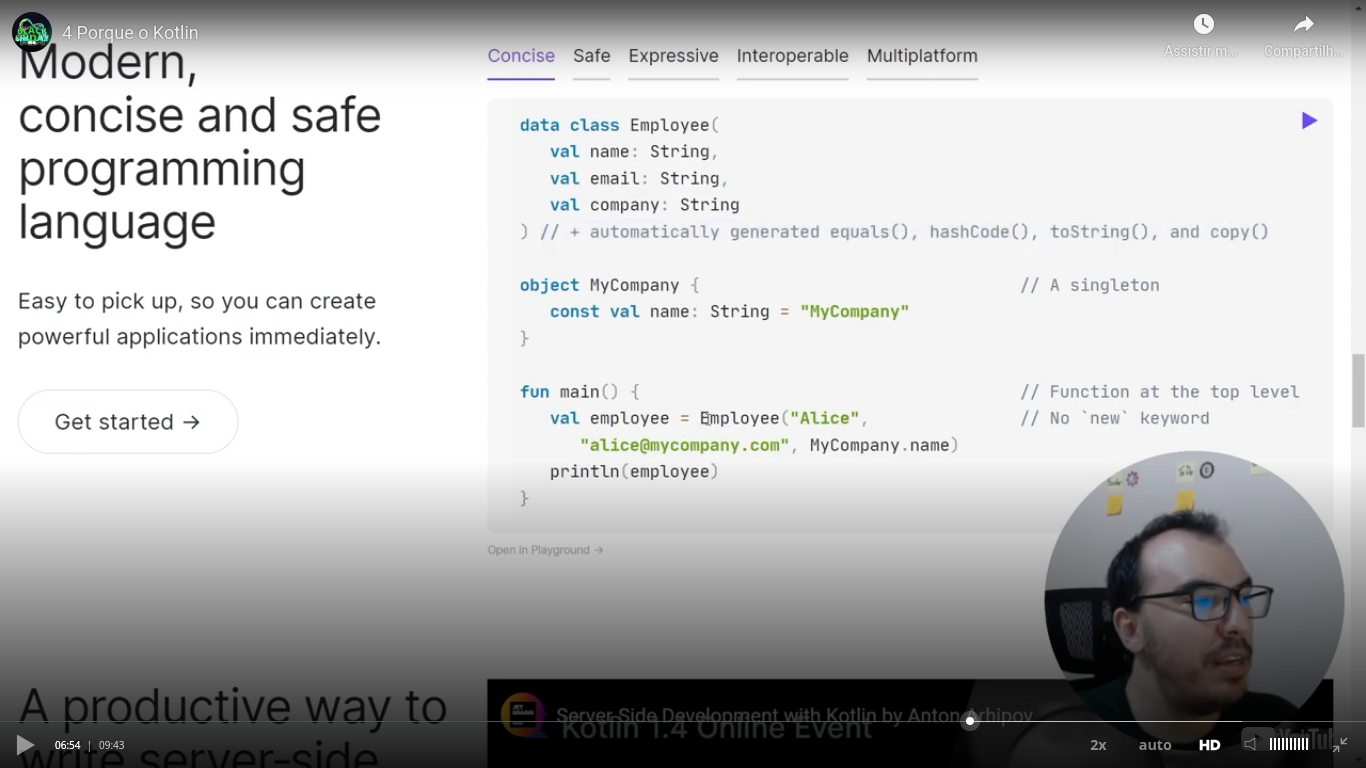 4 Porque o Kotlin
Assistir m...
Compartilh...
Modern,
concise and safe
programming
language
Easy to pick up, so you can create
powerful applications immediately.
Get started →
Concise Safe Expressive Interoperable Multiplatform
data class Employee(
   val name: String,
   val email: String,
   val company: String
) // + automatically generated equals(), hashCode(), toString(), and copy()
object MyCompany {                                // A singleton
   const val name: String = "MyCompany"
}
fun main() {                                      // Function at the top level
   val employee = Employee("Alice",               // No `new` keyword
      "alice@mycompany.com", MyCompany.name)
   println(employee)
}
Open in Playground →
A productive way to
write server-side
JET
BRAINS
Server-Side Development with Kotlin by Anton Arhipov
Kotlin 1.4 Online Event
06:54 | 09:43
2x auto HD
YouTube